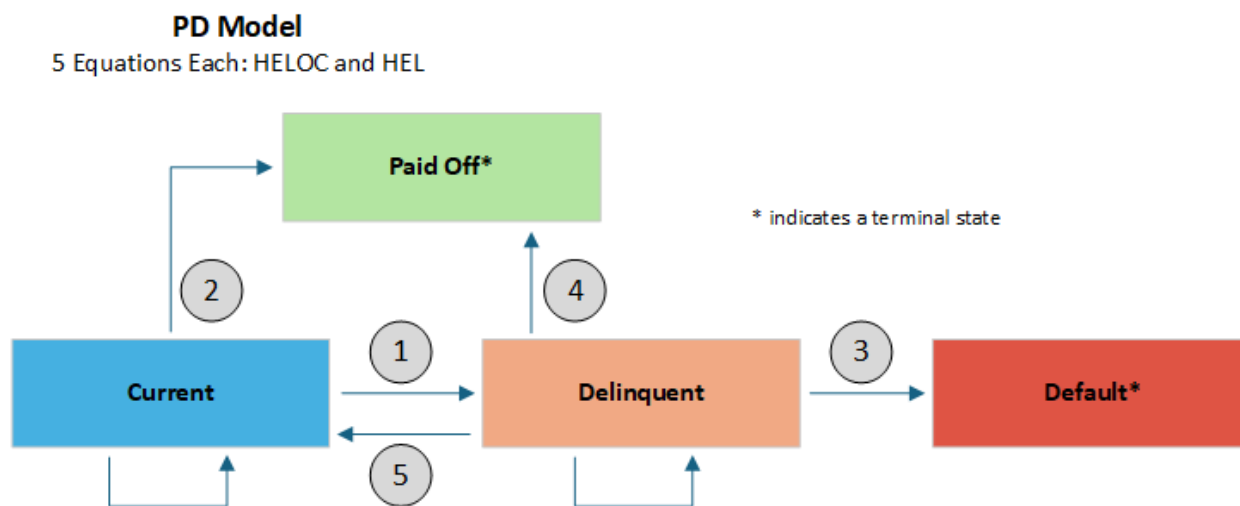 PD Model
5 Equations Each: HELOC and HEL
Paid Off*
* indicates a terminal state
2
4
1
3
Current
Delinquent
Default*
5